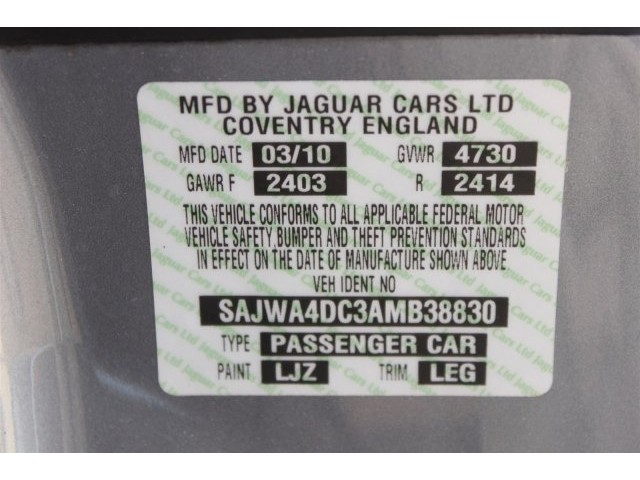 MFD BY JAGUAR CARS LTD
COVENTRY ENGLAND
MFD DATE 03/10 GVWR 4730
GAWR F 2403 R 2414
THIS VEHICLE CONFORMS TO ALL APPLICABLE FEDERAL MOTOR
VEHICLE SAFETY, BUMPER AND THEFT PREVENTION STANDARDS
IN EFFECT ON THE DATE OF MANUFACTURE SHOWN ABOVE
VEH IDENT NO
SAJWA4DC3AMB38830
TYPE PASSENGER CAR
PAINT LJZ TRIM LEG